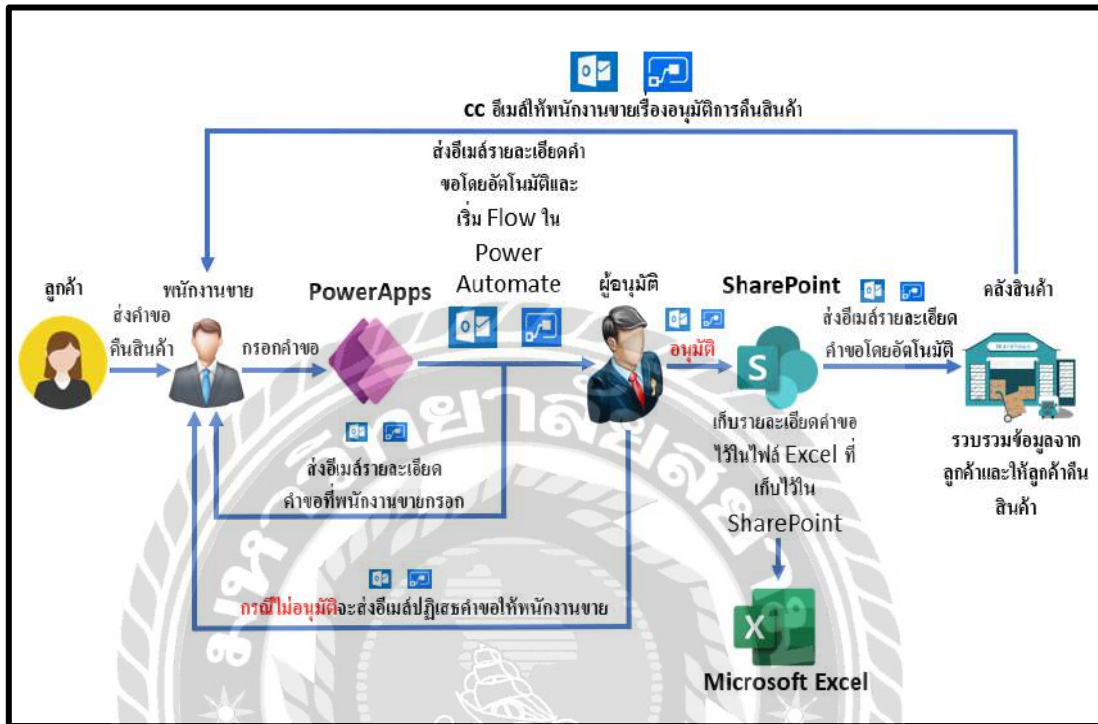 CC อีเมล์ให้พนักงานขายเรื่องอนุมัติการคืนสินค้า
ส่งอีเมล์รายละเอียดคำ
ขอโดยอัตโนมัติและ
เริ่ม Flow ใน
Power
Automate
ลูกค้า
ส่งคำขอ
คืนสินค้า
พนักงานขาย
กรอกคำขอ
PowerApps
ผู้อนุมัติ
อนุมัติ
SharePoint
S
ส่งอีเมล์รายละเอียด
คำขอโดยอัตโนมัติ
คลังสินค้า
รวบรวมข้อมูลจาก
ลูกค้าและให้ลูกค้าคืน
สินค้า
ส่งอีเมล์รายละเอียด
คำขอที่พนักงานขายกรอก
เก็บรายละเอียดคำขอ
ไว้ในไฟล์ Excel ที่
เก็บไว้ใน
SharePoint
กรณีไม่อนุมัติจะส่งอีเมล์ปฏิเสธคำขอให้พนักงานขาย
X
Microsoft Excel
มหาวิทยาลัยสยาม